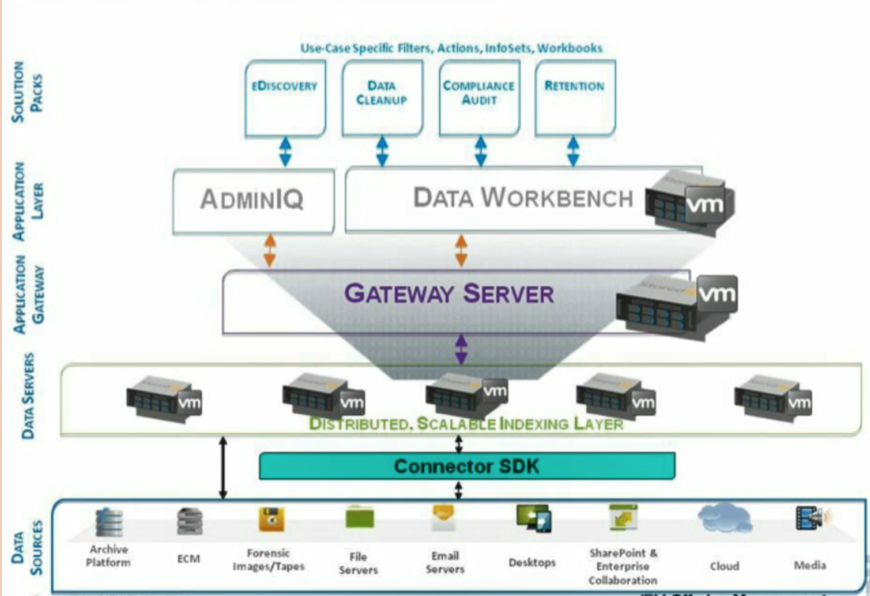 Use-Case Specific Filters, Actions, InfoSets, Workbooks
SOLUTION
PACKS
EDISCOVERY
DATA
CLEANUP
COMPLIANCE
AUDIT
RETENTION
APPLICATION
LAYER
ADMINIQ
DATA WORKBENCH
vm
APPLICATION
GATEWAY
GATEWAY SERVER
vm
DATA SERVERS
vm
vm
vm
vm
vm
DISTRIBUTED, SCALABLE INDEXING LAYER
Connector SDK
DATA
SOURCES
Archive
Platform
ECM
Forensic
Images/Tapes
File
Servers
Email
Servers
Desktops
SharePoint &
Enterprise
Collaboration
Cloud
Media